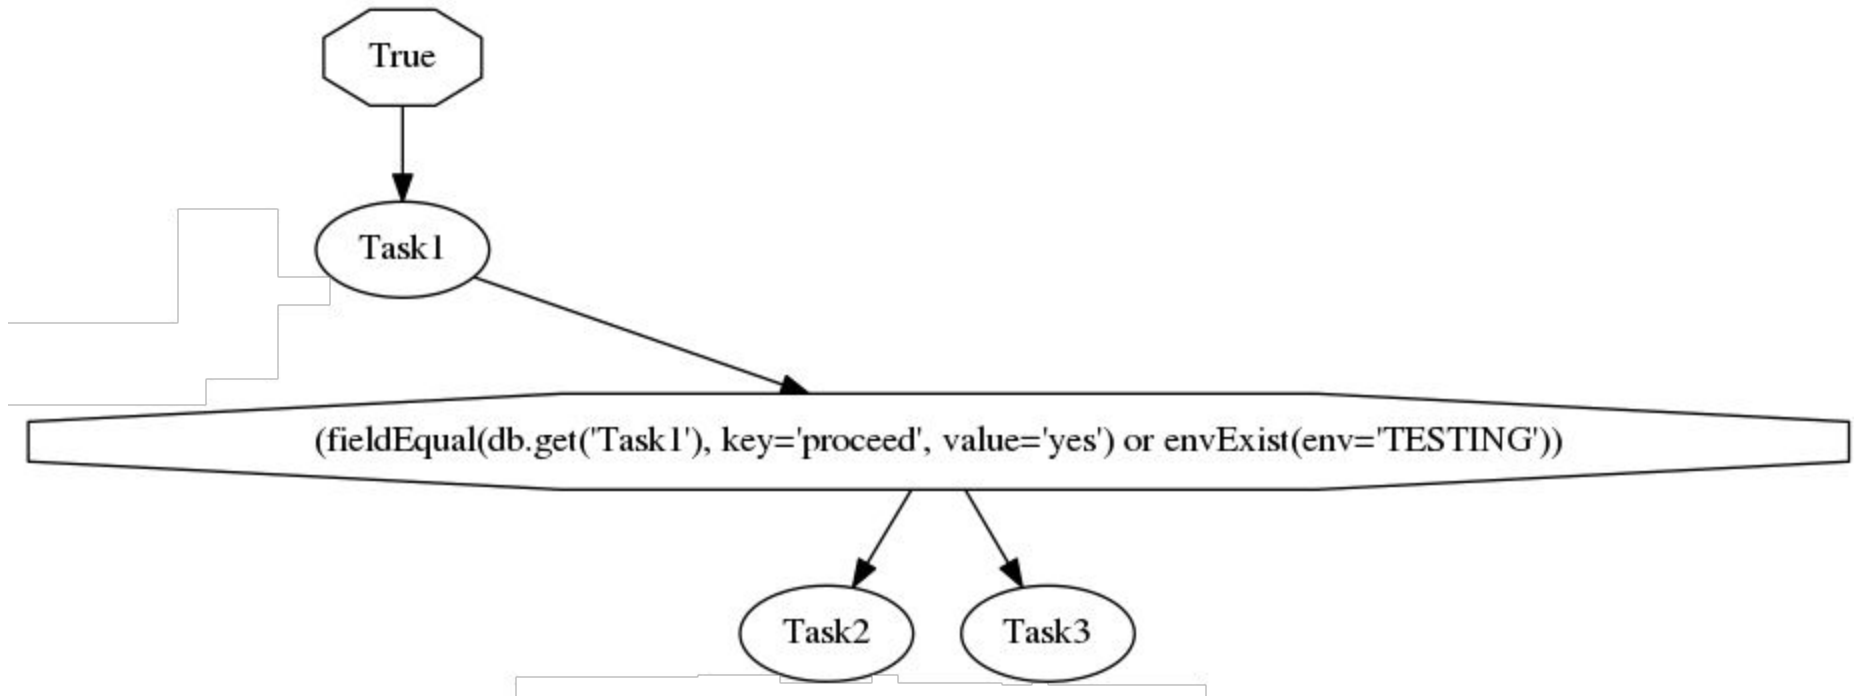 True
Task1
(fieldEqual(db.get('Task1'), key='proceed', value='yes') or envExist(env='TESTING'))
Task2
Task3